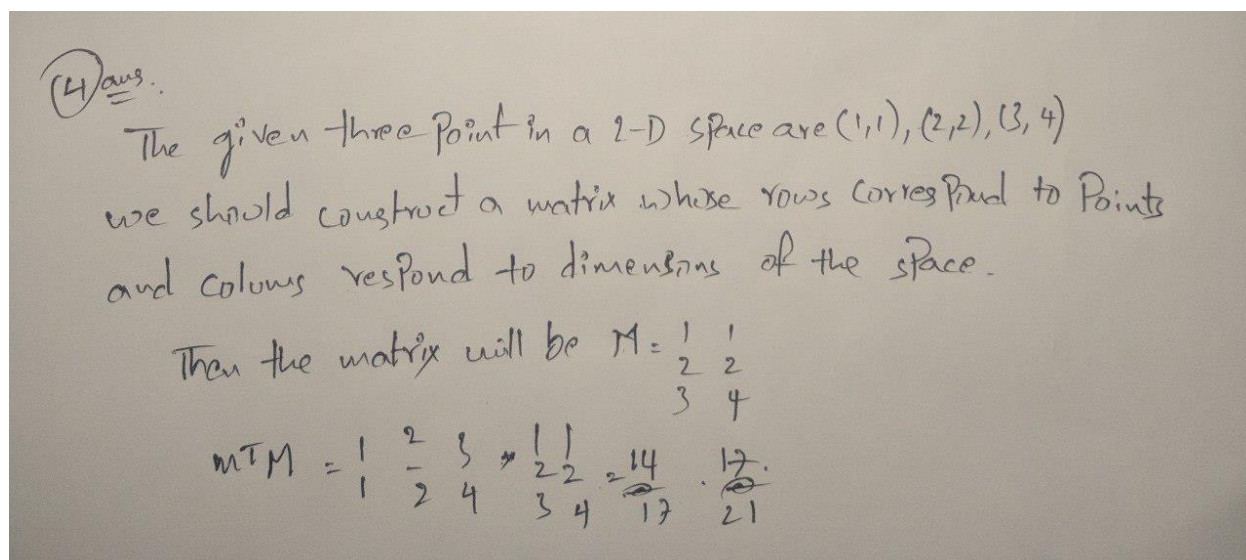 (4) ans.
The given three Point in a 2-D space are (1,1), (2,2), (3, 4)
we should construct a matrix whose rows correspond to Points
and colums respond to dimensions of the space.
Then the matrix will be M = 1 1
2 2
3 4
MTM = 1 2 3 * 1 1 = 14 . 17.
1 2 4 2 2 17 21
3 4